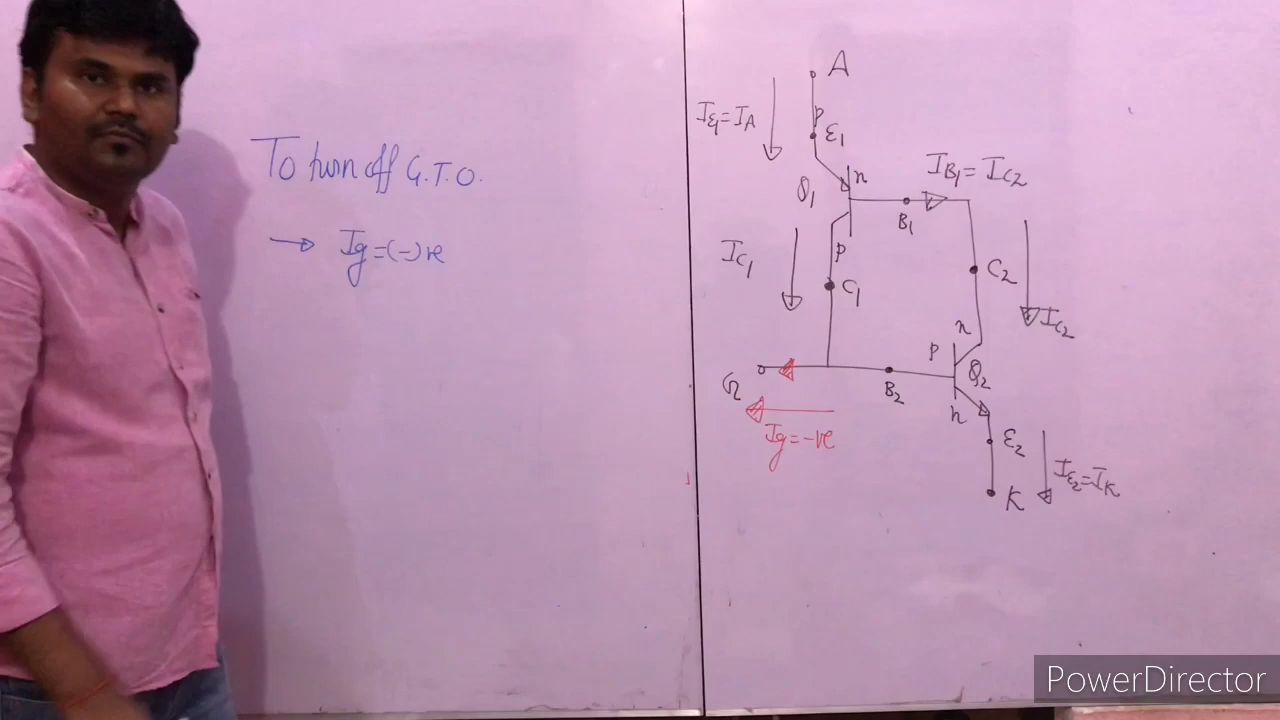 To turn off G.T.O.
→ Ig = (-)ve
A
P
IE1 = IA
E1
n
Q1
IB1 = IC2
B1
P
IC1
C1
C2
IC2
n
P
Q2
G
B2
n
Ig = -ve
E2
IE2 = IK
K
PowerDirector